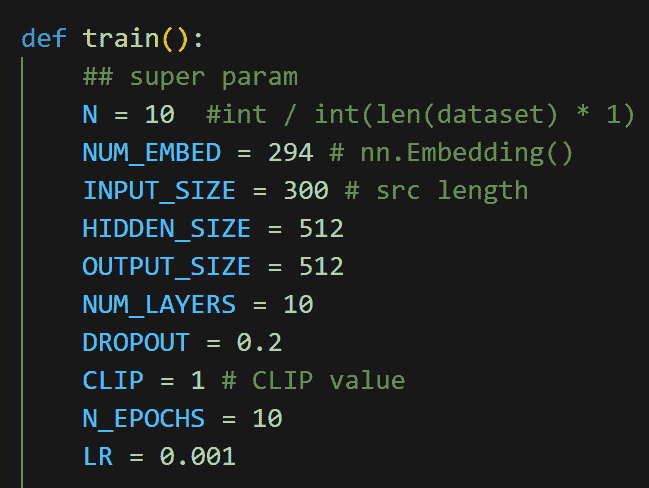 def train():
## super param
N = 10  #int / int(len(dataset) * 1)
NUM_EMBED = 294 # nn.Embedding()
INPUT_SIZE = 300 # src length
HIDDEN_SIZE = 512
OUTPUT_SIZE = 512
NUM_LAYERS = 10
DROPOUT = 0.2
CLIP = 1 # CLIP value
N_EPOCHS = 10
LR = 0.001